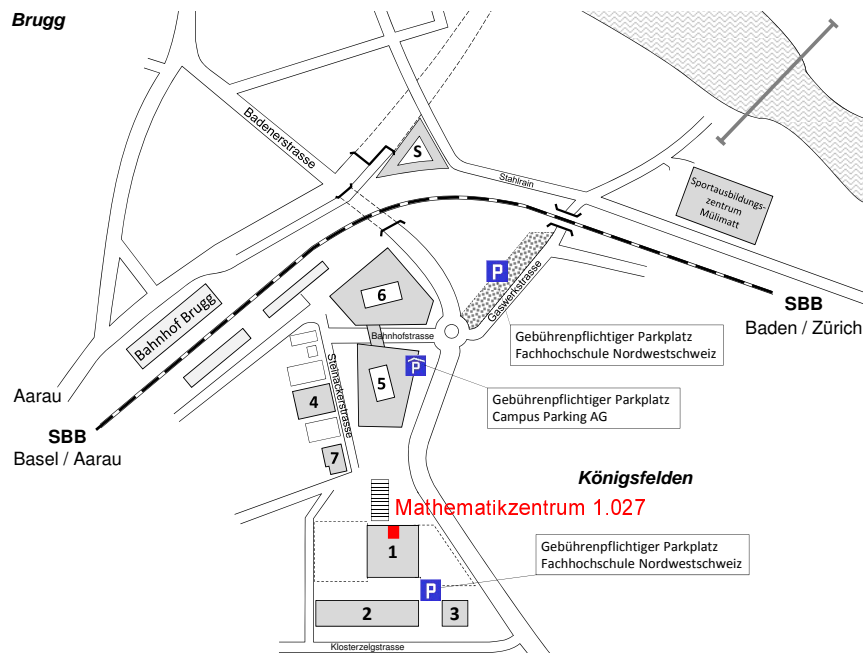 Brugg
Badenerstrasse
S
Stahlrain
Sportausbildungs-
zentrum
Mülimatt
P
Gaswerkstrasse
6
SBB
Baden / Zürich
Bahnhof Brugg
Bahnhofstrasse
Gebührenpflichtiger Parkplatz
Fachhochschule Nordwestschweiz
Steinackerstrasse
P
5
Aarau
4
Gebührenpflichtiger Parkplatz
Campus Parking AG
SBB
Basel / Aarau
7
Königsfelden
Mathematikzentrum 1.027
1
Gebührenpflichtiger Parkplatz
Fachhochschule Nordwestschweiz
P
2
3
Klosterzelgstrasse